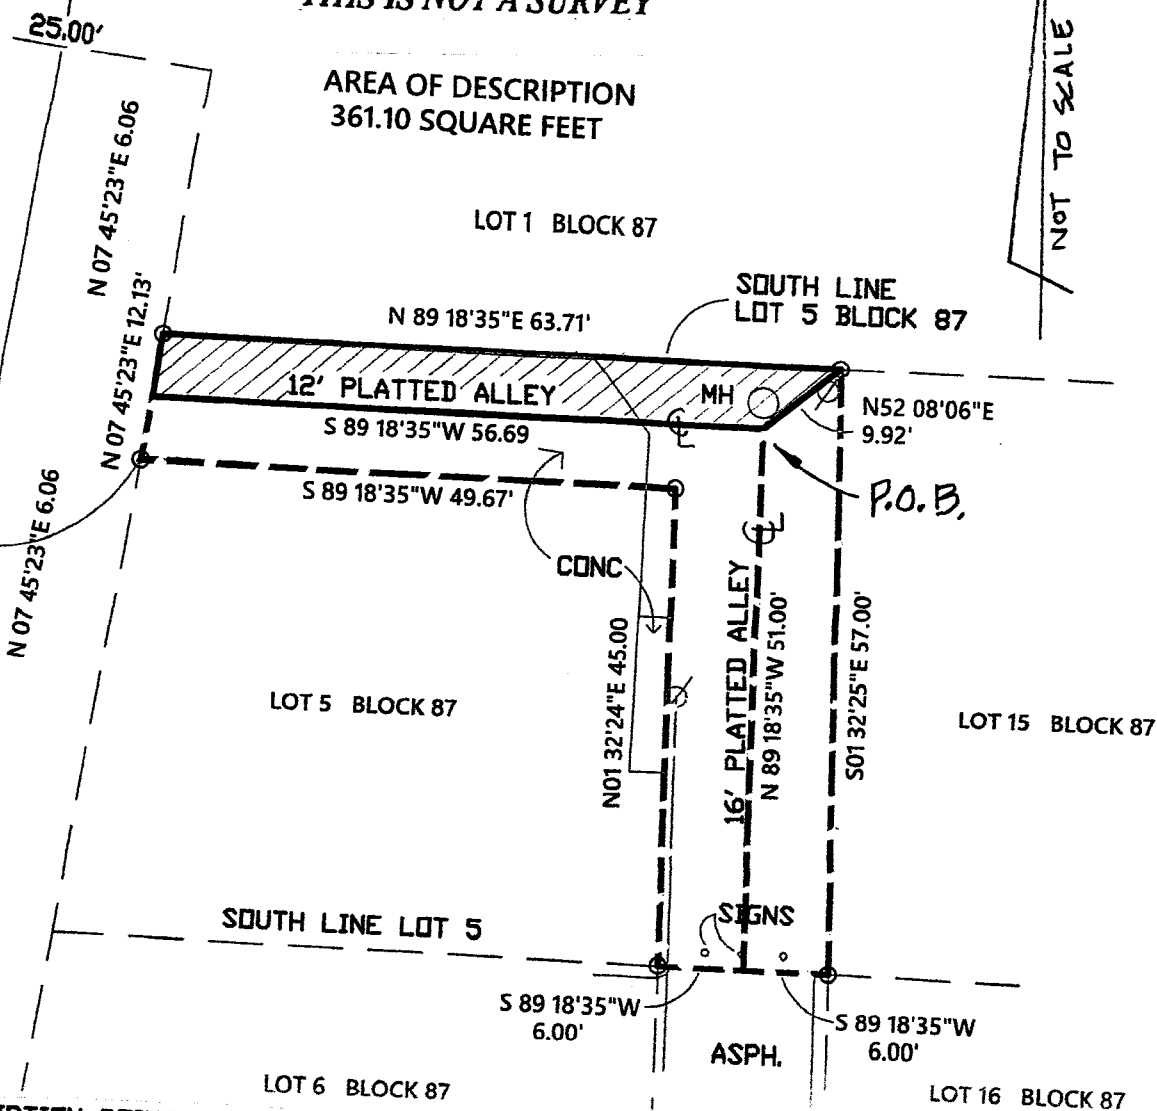 THIS IS NOT A SURVEY
25.00'
AREA OF DESCRIPTION
361.10 SQUARE FEET
NOT TO SCALE
N 07 45'23"E 6.06
LOT 1 BLOCK 87
SOUTH LINE
LOT 5 BLOCK 87
N 89 18'35"E 63.71'
N 07 45'23"E 12.13'
12' PLATTED ALLEY
MH
N52 08'06"E
9.92'
S 89 18'35"W 56.69
S 89 18'35"W 49.67'
P.O.B.
N 07 45'23"E 6.06
CONC
16' PLATTED ALLEY
N 89 18'35"W 51.00'
S01 32'25"E 57.00'
N01 32'24"E 45.00
LOT 5 BLOCK 87
LOT 15 BLOCK 87
SOUTH LINE LOT 5
SIGNS
S 89 18'35"W
6.00'
S 89 18'35"W
6.00'
ASPH.
LOT 6 BLOCK 87
LOT 16 BLOCK 87